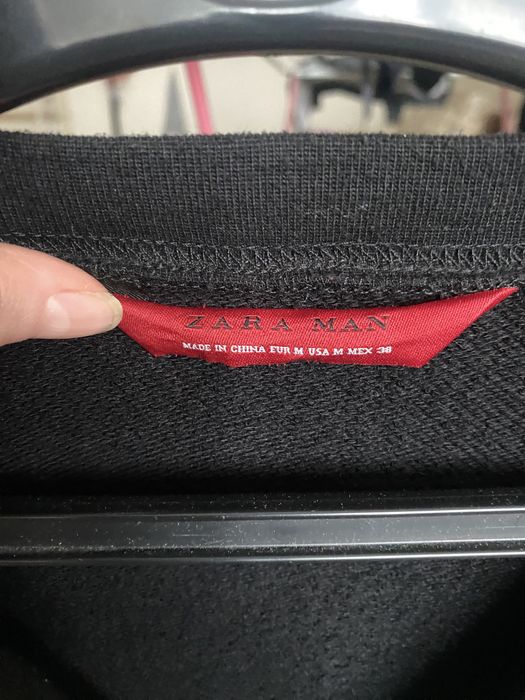 ZARA MAN
MADE IN CHINA EUR M USA M MEX 38